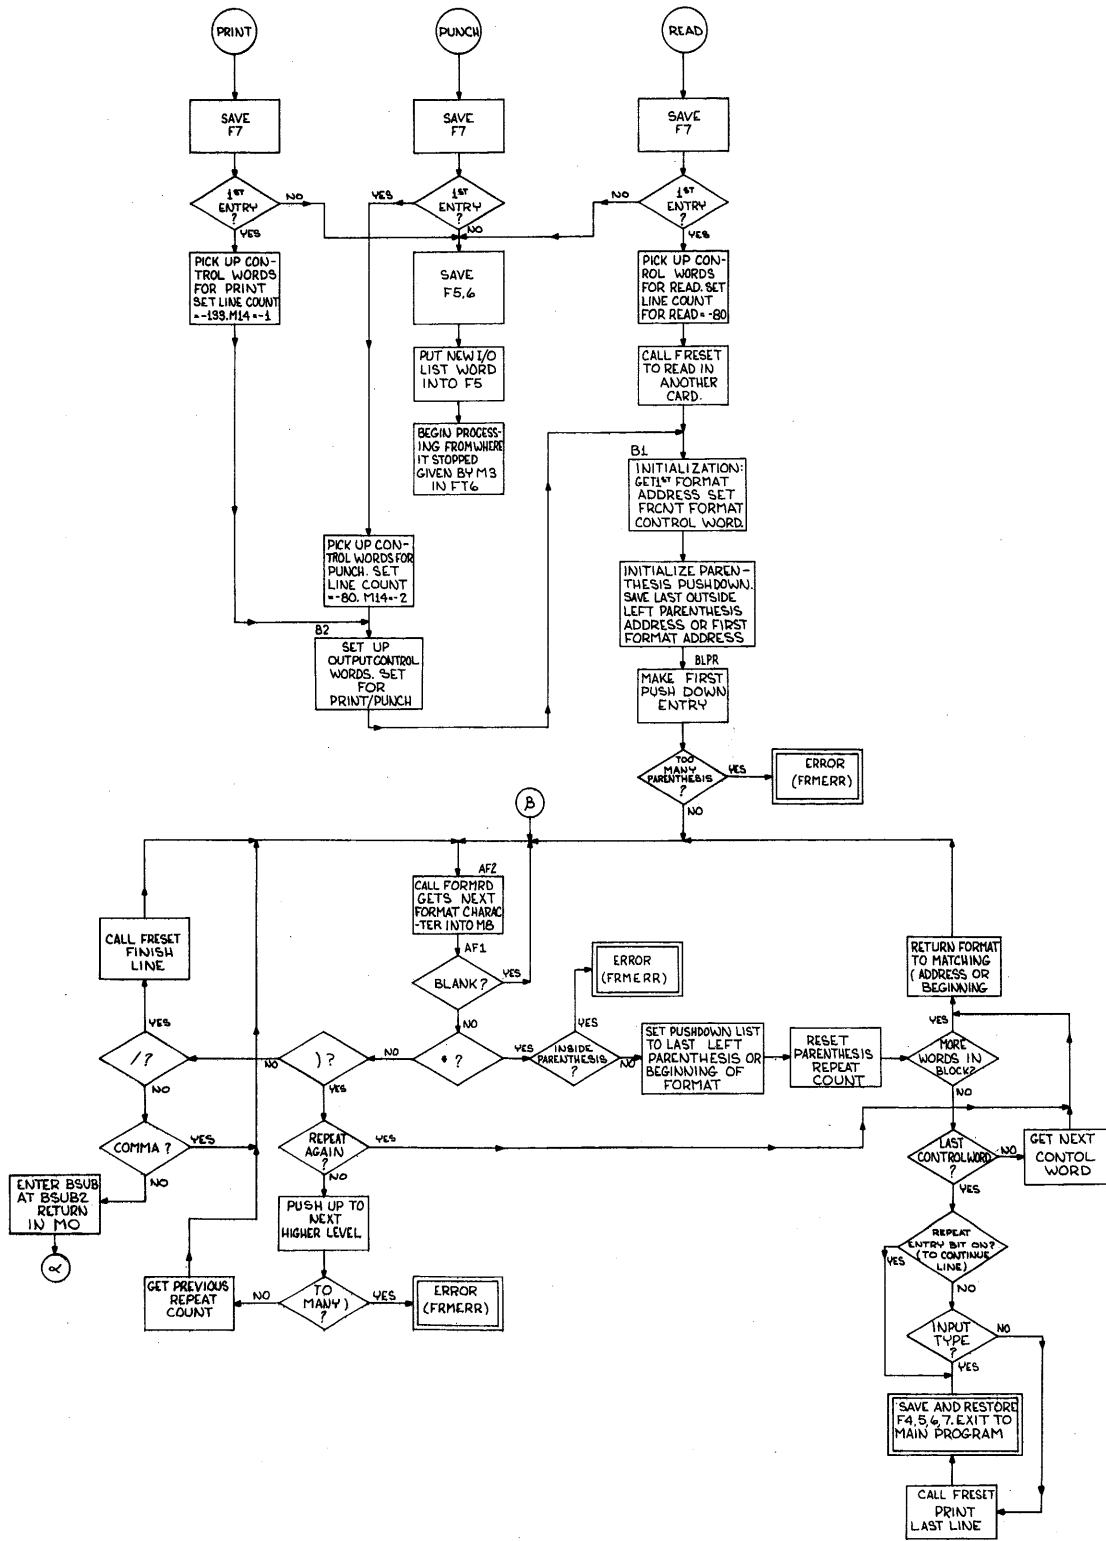 PRINT
PUNCH
READ
SAVE
F7
SAVE
F7
SAVE
F7
1ST
ENTRY
?
NO
YES
YES
1ST
ENTRY
?
NO
NO
1ST
ENTRY
?
YES
PICK UP CON-
TROL WORDS
FOR PRINT
SET LINE COUNT
=-133. M14=-1
SAVE
F5,6
PICK UP CON-
ROL WORDS
FOR READ. SET
LINE COUNT
FOR READ=-80
PUT NEW I/O
LIST WORD
INTO F5
CALL FRESET
TO READ IN
ANOTHER
CARD.
BEGIN PROCESS-
ING FROM WHERE
IT STOPPED
GIVEN BY M3
IN FT6
B1
INITIALIZATION:
GET 1ST FORMAT
ADDRESS SET
FRCNT FORMAT
CONTROL WORD.
PICK UP CON-
TROL WORDS FOR
PUNCH. SET
LINE COUNT
=-80. M14=-2
INITIALIZE PAREN-
THESIS PUSHDOWN.
SAVE LAST OUTSIDE
LEFT PARENTHESIS
ADDRESS OR FIRST
FORMAT ADDRESS
B2
SET UP
OUTPUT CONTROL
WORDS. SET
FOR
PRINT/PUNCH
BLPR
MAKE FIRST
PUSH DOWN
ENTRY
TOO
MANY
PARENTHESIS
?
YES
NO
ERROR
(FRMERR)
β
AF2
CALL FORMRD
GETS NEXT
FORMAT CHARAC
-TER INTO M8
AF1
BLANK?
YES
NO
CALL FRESET
FINISH
LINE
ERROR
(FRMERR)
RETURN FORMAT
TO MATCHING
( ADDRESS OR
BEGINNING
YES
/?
NO
NO
)?
YES
NO
* ?
YES
YES
INSIDE
PARENTHESIS
?
NO
SET PUSHDOWN LIST
TO LAST LEFT
PARENTHESIS OR
BEGINNING OF
FORMAT
RESET
PARENTHESIS
REPEAT
COUNT
YES
MORE
WORDS IN
BLOCK?
NO
COMMA ?
YES
NO
REPEAT
AGAIN
?
YES
NO
LAST
CONTROL WORD
?
NO
YES
GET NEXT
CONTOL
WORD
ENTER BSUB
AT BSUB2
RETURN
IN M0
α
PUSH UP TO
NEXT
HIGHER LEVEL
REPEAT
ENTRY BIT ON?
(TO CONTINUE
LINE)
YES
NO
GET PREVIOUS
REPEAT
COUNT
NO
TO
MANY )
?
YES
ERROR
(FRMERR)
INPUT
TYPE
?
NO
YES
SAVE AND RESTORE
F4,5,6,7. EXIT TO
MAIN PROGRAM
CALL FRESET
PRINT
LAST LINE